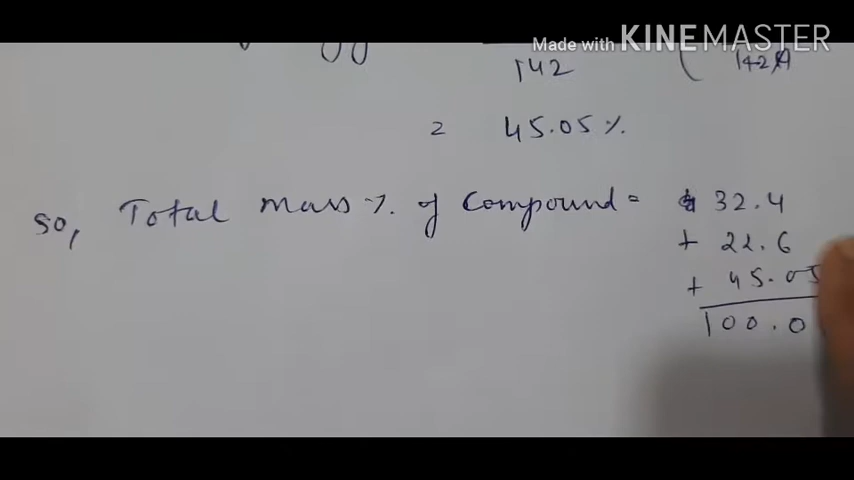 Made with KINEMASTER
142 142
= 45.05 %
So, Total mass %. of Compound = 32.4
+ 22.6
+ 45.05
100.0